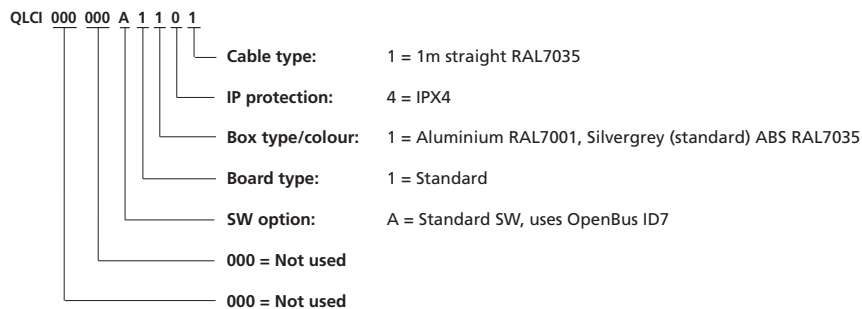 QLCI 000 000 A 1 1 0 1
Cable type: 1 = 1m straight RAL7035
IP protection: 4 = IPX4
Box type/colour: 1 = Aluminium RAL7001, Silvergrey (standard) ABS RAL7035
Board type: 1 = Standard
SW option: A = Standard SW, uses OpenBus ID7
000 = Not used
000 = Not used